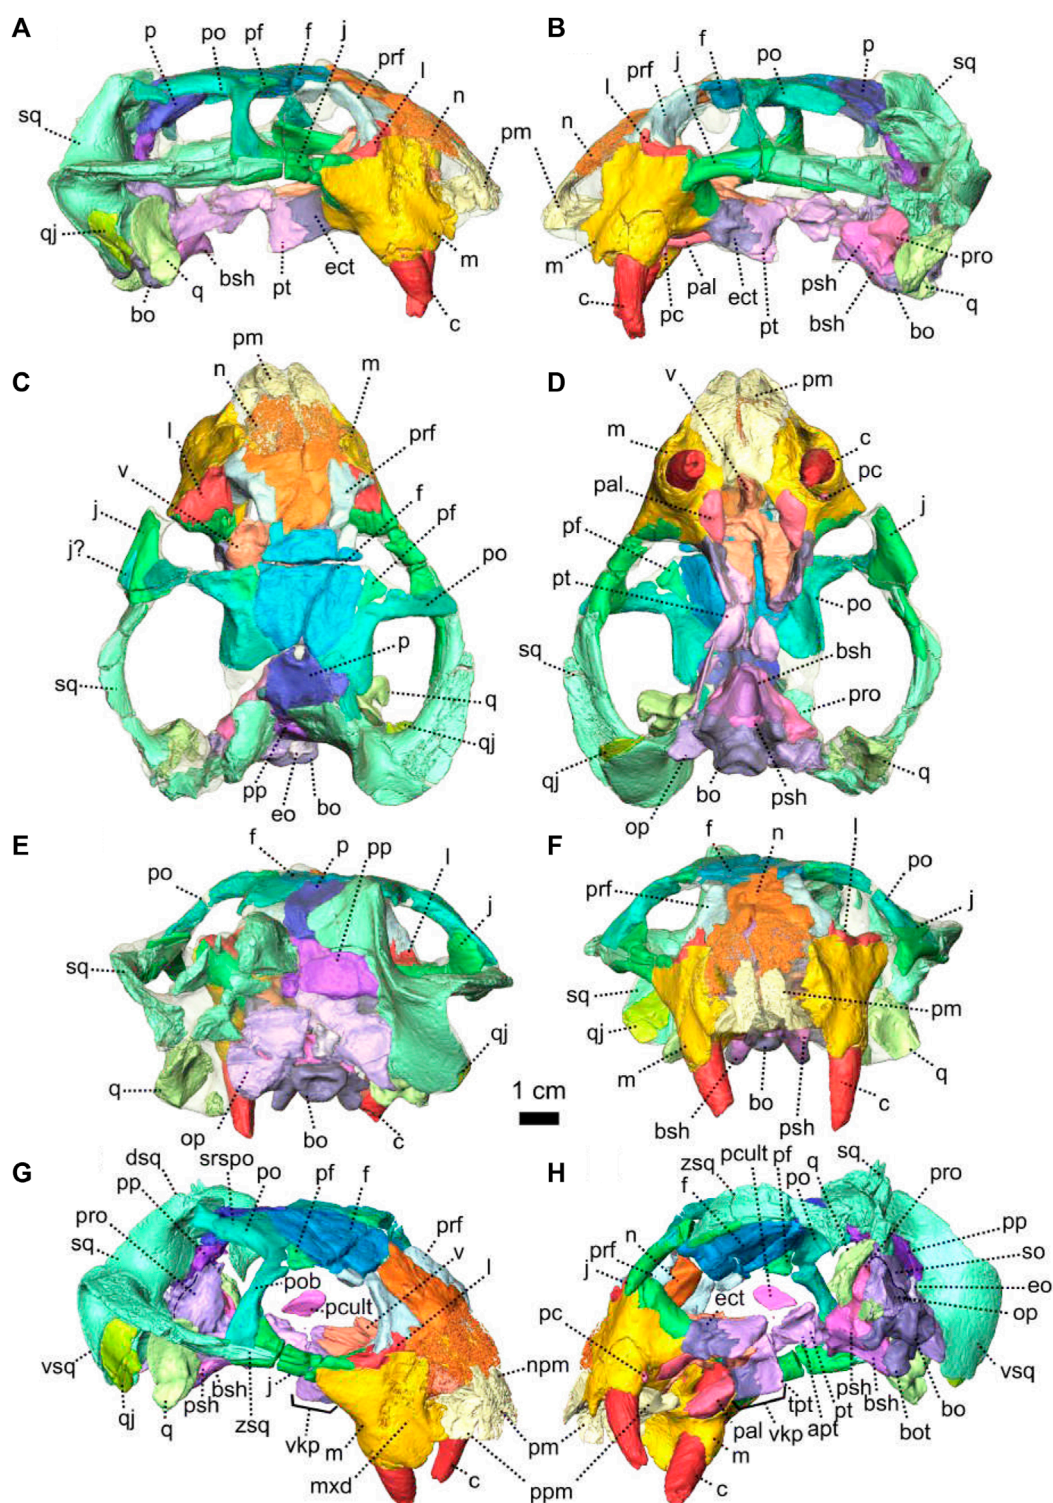 A
p po pf f j
prf
l
n
sq
pm
qj
bo q bsh pt ect m
c
B
f po p
prf j sq
l
n
m
c pc pal ect pt psh bsh bo q pro
C
pm
n m
l prf
v f
j pf
j? po
p
sq q
qj
pp eo bo
D
v pm
m c
pc
pal j
pf
pt po
sq bsh
pro
qj q
op bo psh
E
f p pp
po l
j
sq
qj
q
op bo c
1 cm
F
f n l
po
prf j
sq
pm
qj
m q
bsh bo psh c
G
dsq srspo
pp po pf f
pro prf
sq v
l
pob
pcult
vsq npm
qj q psh bsh zsq j pm
vkp m
mxd c ppm
H
pcult pf sq
zsq po q pro
f
n pp
prf so
j eo
ect op
pc
vsq
tpt apt pt psh bsh bo
pal vkp bot
m
c